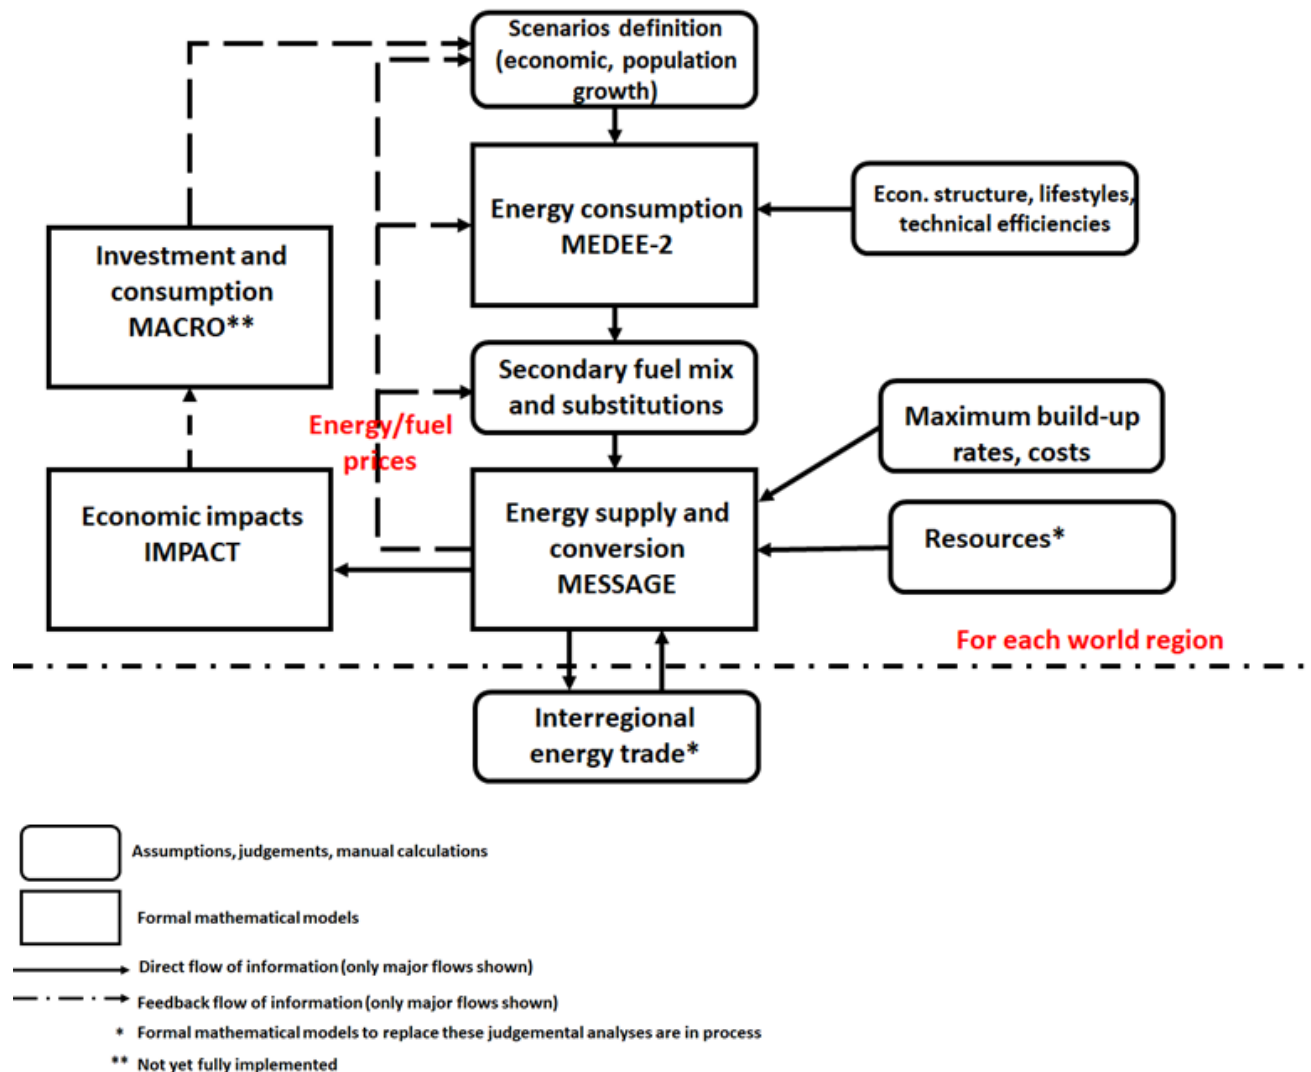 Scenarios definition
(economic, population
growth)
Energy consumption
MEDEE-2
Econ. structure, lifestyles,
technical efficiencies
Investment and
consumption
MACRO**
Secondary fuel mix
and substitutions
Energy/fuel
prices
Maximum build-up
rates, costs
Economic impacts
IMPACT
Energy supply and
conversion
MESSAGE
Resources*
For each world region
Interregional
energy trade*
Assumptions, judgements, manual calculations
Formal mathematical models
Direct flow of information (only major flows shown)
Feedback flow of information (only major flows shown)
* Formal mathematical models to replace these judgemental analyses are in process
** Not yet fully implemented